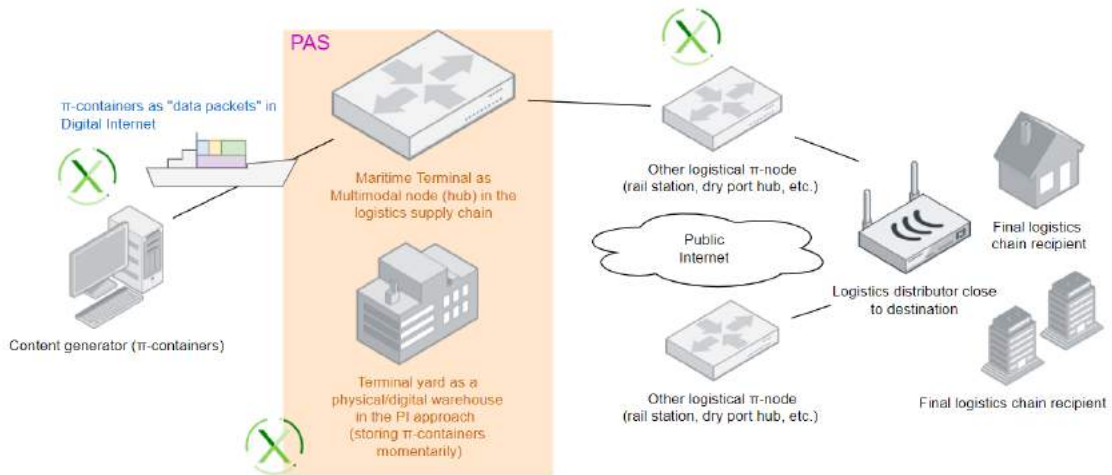 PAS
π-containers as "data packets" in
Digital Internet
Maritime Terminal as
Multimodal node (hub) in the
logistics supply chain
Other logistical π-node
(rail station, dry port hub, etc.)
Final logistics
chain recipient
Public
Internet
Logistics distributor close
to destination
Content generator (π-containers)
Terminal yard as a
physical/digital warehouse
in the PI approach
(storing π-containers
momentarily)
Other logistical π-node
(rail station, dry port hub, etc.)
Final logistics chain recipient